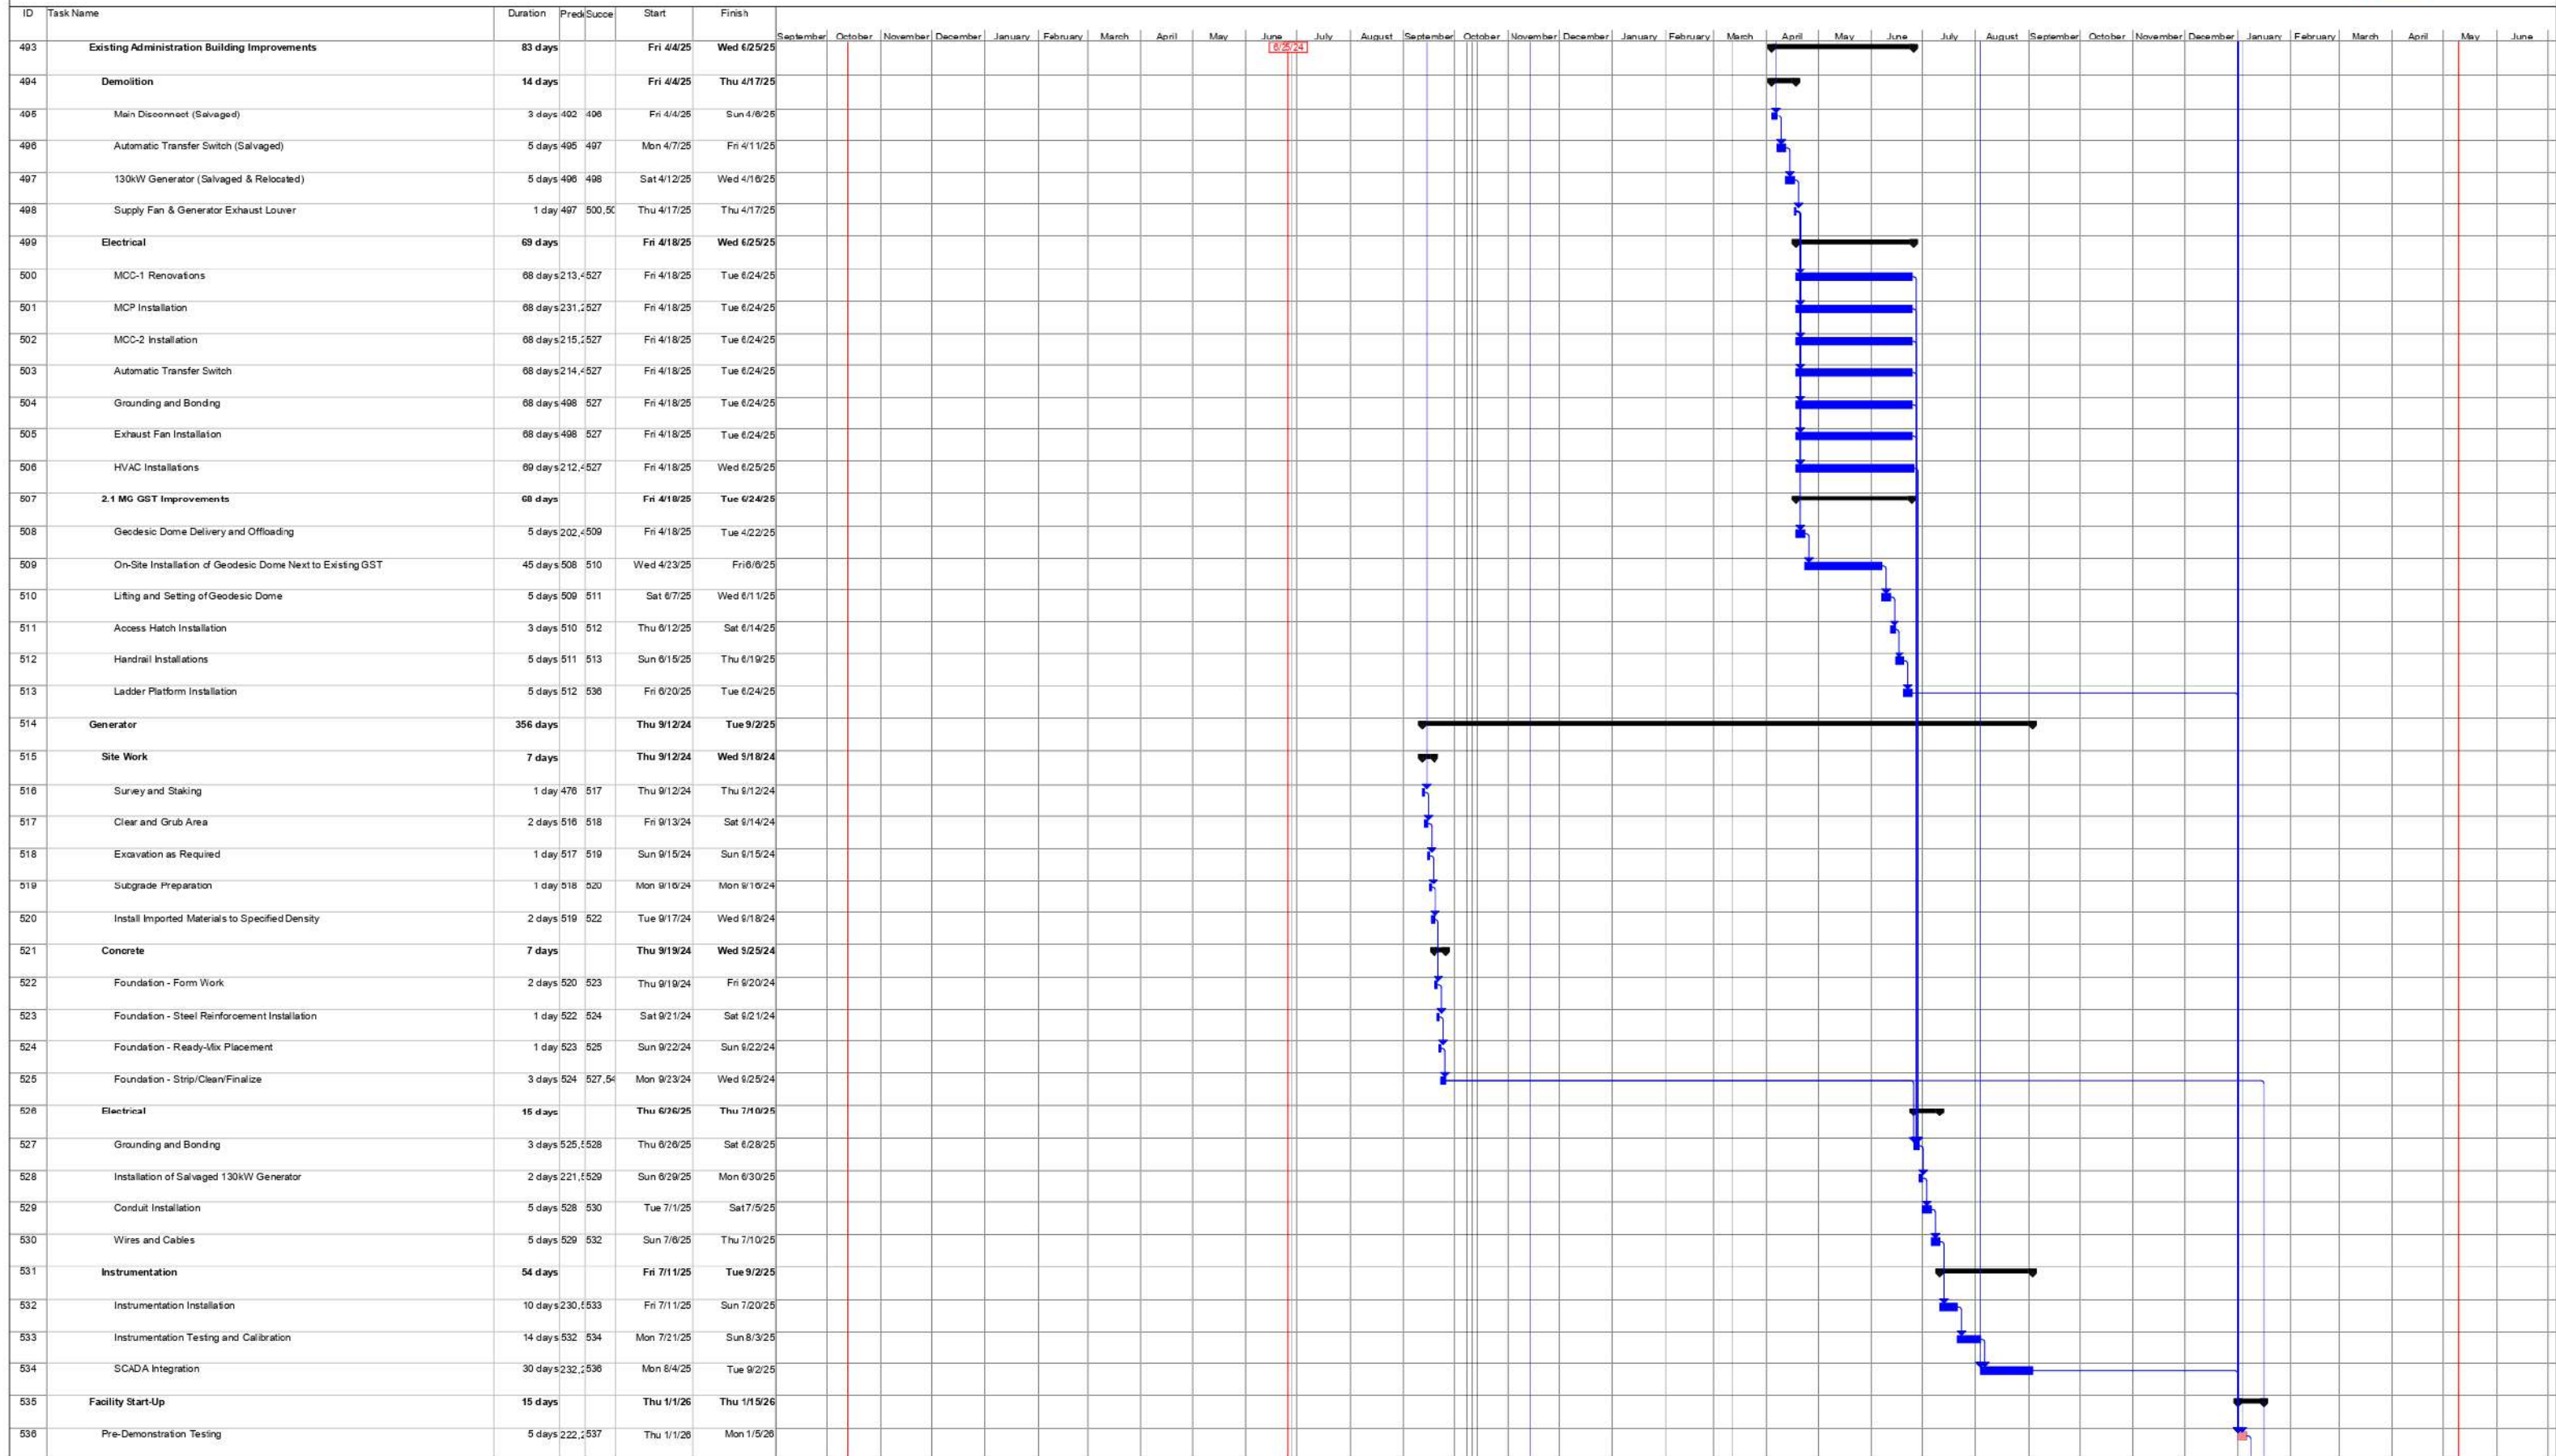 ID Task Name Duration Prede Succe Start Finish
September October November December January February March April May June July August September October November December January February March April May June July August September October November December January February March April May June
6/25/24
493 Existing Administration Building Improvements 83 days Fri 4/4/25 Wed 6/25/25
494 Demolition 14 days Fri 4/4/25 Thu 4/17/25
495 Main Disconnect (Salvaged) 3 days 492 496 Fri 4/4/25 Sun 4/6/25
496 Automatic Transfer Switch (Salvaged) 5 days 495 497 Mon 4/7/25 Fri 4/11/25
497 130kW Generator (Salvaged & Relocated) 5 days 496 498 Sat 4/12/25 Wed 4/16/25
498 Supply Fan & Generator Exhaust Louver 1 day 497 500,50 Thu 4/17/25 Thu 4/17/25
499 Electrical 69 days Fri 4/18/25 Wed 6/25/25
500 MCC-1 Renovations 68 days 213,4 527 Fri 4/18/25 Tue 6/24/25
501 MCP Installation 68 days 231,2 527 Fri 4/18/25 Tue 6/24/25
502 MCC-2 Installation 68 days 215,2 527 Fri 4/18/25 Tue 6/24/25
503 Automatic Transfer Switch 68 days 214,4 527 Fri 4/18/25 Tue 6/24/25
504 Grounding and Bonding 68 days 498 527 Fri 4/18/25 Tue 6/24/25
505 Exhaust Fan Installation 68 days 498 527 Fri 4/18/25 Tue 6/24/25
506 HVAC Installations 69 days 212,4 527 Fri 4/18/25 Wed 6/25/25
507 2.1 MG GST Improvements 68 days Fri 4/18/25 Tue 6/24/25
508 Geodesic Dome Delivery and Offloading 5 days 202,4 509 Fri 4/18/25 Tue 4/22/25
509 On-Site Installation of Geodesic Dome Next to Existing GST 45 days 508 510 Wed 4/23/25 Fri 6/6/25
510 Lifting and Setting of Geodesic Dome 5 days 509 511 Sat 6/7/25 Wed 6/11/25
511 Access Hatch Installation 3 days 510 512 Thu 6/12/25 Sat 6/14/25
512 Handrail Installations 5 days 511 513 Sun 6/15/25 Thu 6/19/25
513 Ladder Platform Installation 5 days 512 536 Fri 6/20/25 Tue 6/24/25
514 Generator 356 days Thu 9/12/24 Tue 9/2/25
515 Site Work 7 days Thu 9/12/24 Wed 9/18/24
516 Survey and Staking 1 day 476 517 Thu 9/12/24 Thu 9/12/24
517 Clear and Grub Area 2 days 516 518 Fri 9/13/24 Sat 9/14/24
518 Excavation as Required 1 day 517 519 Sun 9/15/24 Sun 9/15/24
519 Subgrade Preparation 1 day 518 520 Mon 9/16/24 Mon 9/16/24
520 Install Imported Materials to Specified Density 2 days 519 522 Tue 9/17/24 Wed 9/18/24
521 Concrete 7 days Thu 9/19/24 Wed 9/25/24
522 Foundation - Form Work 2 days 520 523 Thu 9/19/24 Fri 9/20/24
523 Foundation - Steel Reinforcement Installation 1 day 522 524 Sat 9/21/24 Sat 9/21/24
524 Foundation - Ready-Mix Placement 1 day 523 525 Sun 9/22/24 Sun 9/22/24
525 Foundation - Strip/Clean/Finalize 3 days 524 527,54 Mon 9/23/24 Wed 9/25/24
526 Electrical 15 days Thu 6/26/25 Thu 7/10/25
527 Grounding and Bonding 3 days 525,5 528 Thu 6/26/25 Sat 6/28/25
528 Installation of Salvaged 130kW Generator 2 days 221,5 529 Sun 6/29/25 Mon 6/30/25
529 Conduit Installation 5 days 528 530 Tue 7/1/25 Sat 7/5/25
530 Wires and Cables 5 days 529 532 Sun 7/6/25 Thu 7/10/25
531 Instrumentation 54 days Fri 7/11/25 Tue 9/2/25
532 Instrumentation Installation 10 days 230,5 533 Fri 7/11/25 Sun 7/20/25
533 Instrumentation Testing and Calibration 14 days 532 534 Mon 7/21/25 Sun 8/3/25
534 SCADA Integration 30 days 232,2 536 Mon 8/4/25 Tue 9/2/25
535 Facility Start-Up 15 days Thu 1/1/26 Thu 1/15/26
536 Pre-Demonstration Testing 5 days 222,2 537 Thu 1/1/26 Mon 1/5/26